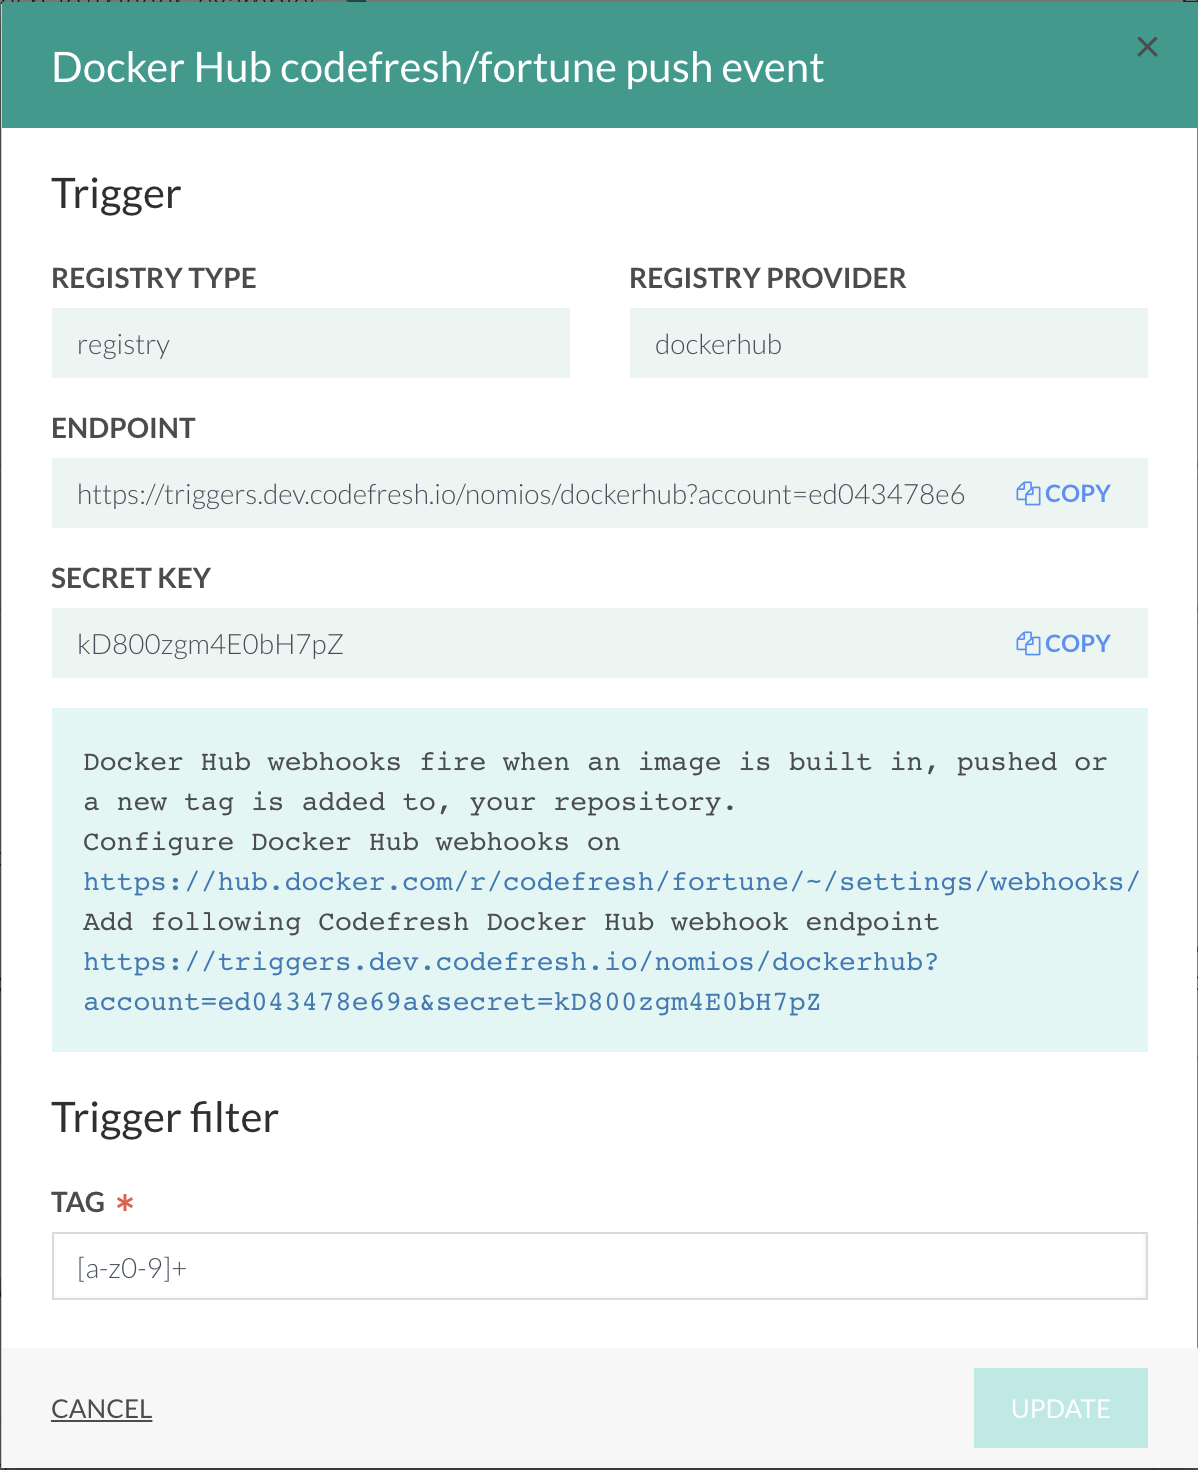 Docker Hub codefresh/fortune push event
Trigger
REGISTRY TYPE
REGISTRY PROVIDER
registry
dockerhub
ENDPOINT
https://triggers.dev.codefresh.io/nomios/dockerhub?account=ed043478e6
COPY
SECRET KEY
kD800zgm4E0bH7pZ
COPY
Docker Hub webhooks fire when an image is built in, pushed or
a new tag is added to, your repository.
Configure Docker Hub webhooks on
https://hub.docker.com/r/codefresh/fortune/~/settings/webhooks/
Add following Codefresh Docker Hub webhook endpoint
https://triggers.dev.codefresh.io/nomios/dockerhub?
account=ed043478e69a&secret=kD800zgm4E0bH7pZ
Trigger filter
TAG *
[a-z0-9]+
CANCEL
UPDATE